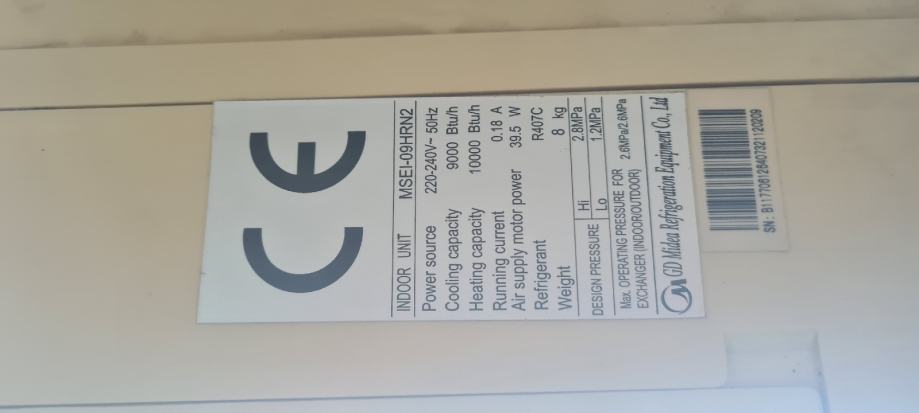 CE
INDOOR UNIT MSEI-09HRN2
Power source 220-240V~ 50Hz
Cooling capacity 9000 Btu/h
Heating capacity 10000 Btu/h
Running current 0.18 A
Air supply motor power 39.5 W
Refrigerant R407C
Weight 8 kg
DESIGN PRESSURE Hi 2.8MPa
Lo 1.2MPa
Max. OPERATING PRESSURE FOR 2.6MPa/2.6MPa
EXCHANGER (INDOOR/OUTDOOR)
GD Midea Refrigeration Equipment Co., Ltd
SN: B117706126407321120209